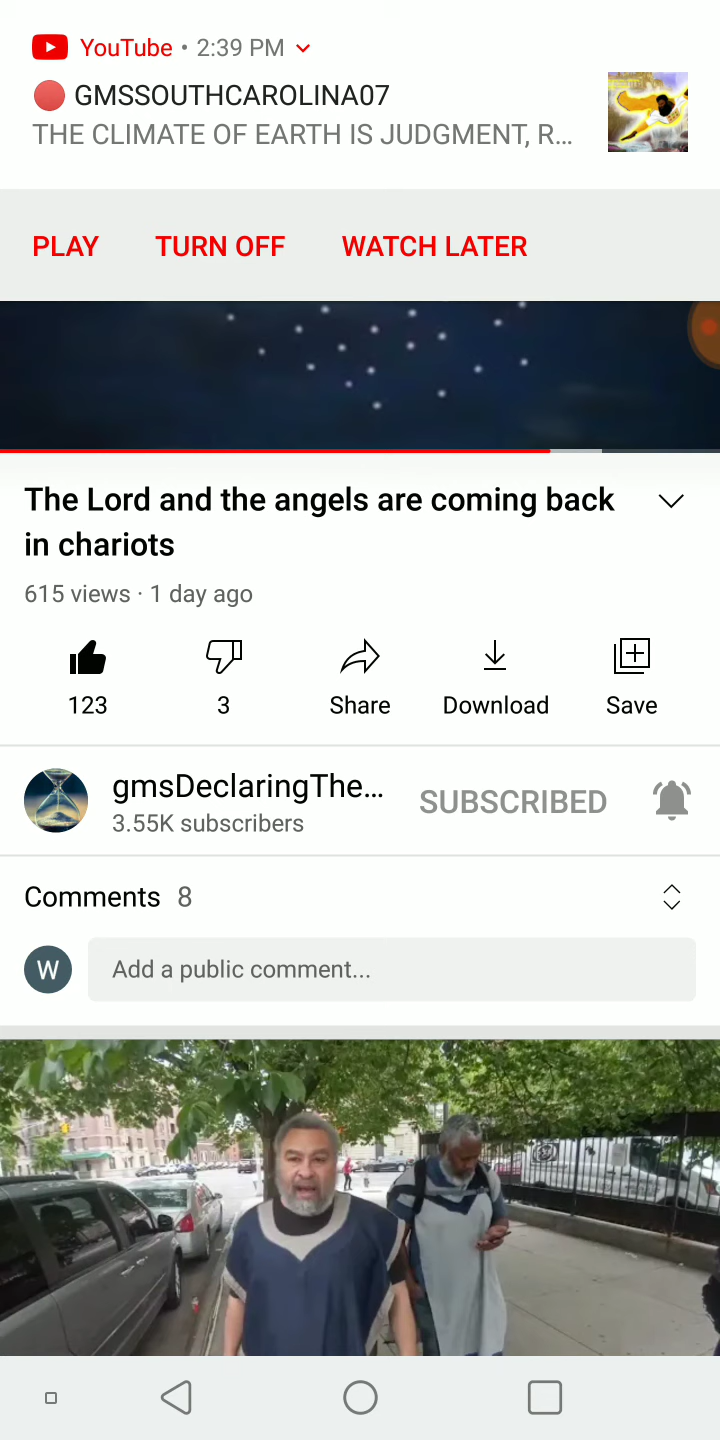 YouTube • 2:39 PM
GMSSOUTHCAROLINA07
THE CLIMATE OF EARTH IS JUDGMENT, R...
PLAY TURN OFF WATCH LATER
The Lord and the angels are coming back
in chariots
615 views · 1 day ago
123 3 Share Download Save
gmsDeclaringThe... SUBSCRIBED
3.55K subscribers
Comments 8
W Add a public comment...